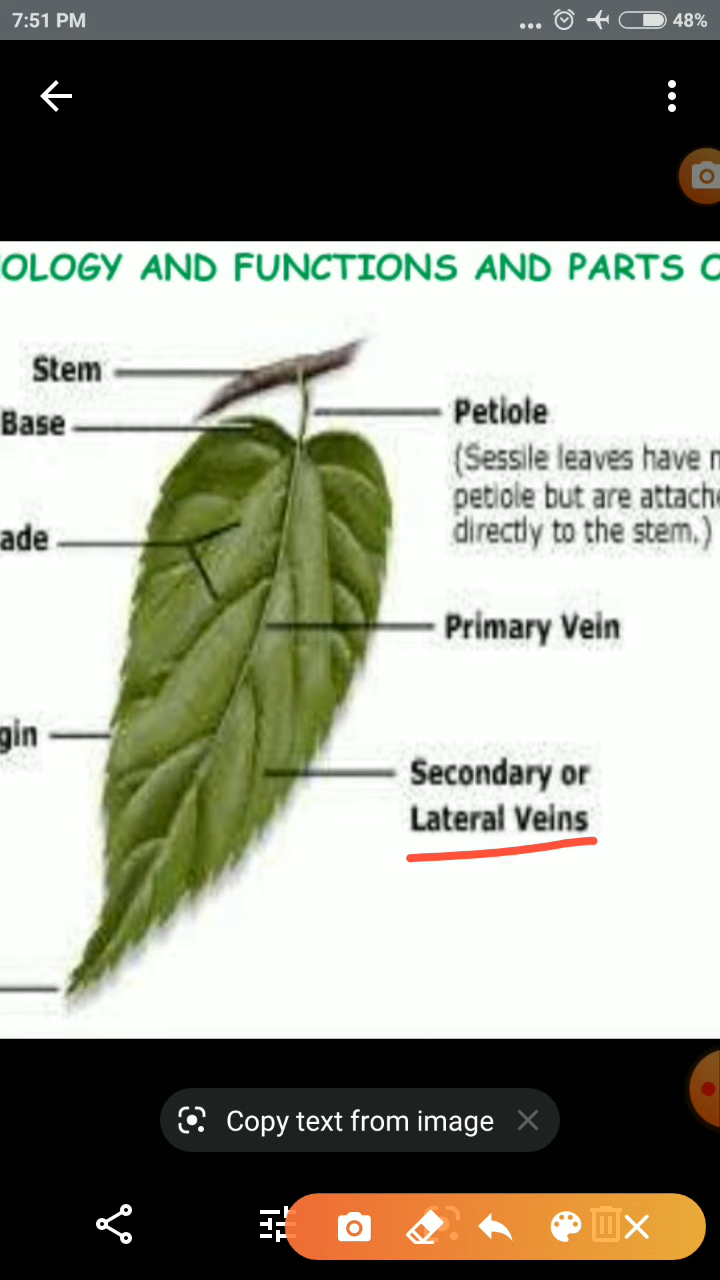 7:51 PM
48%
OLOGY AND FUNCTIONS AND PARTS O
Stem
Base
Petiole
(Sessile leaves have n
petiole but are attache
directly to the stem.)
ade
Primary Vein
gin
Secondary or
Lateral Veins
Copy text from image